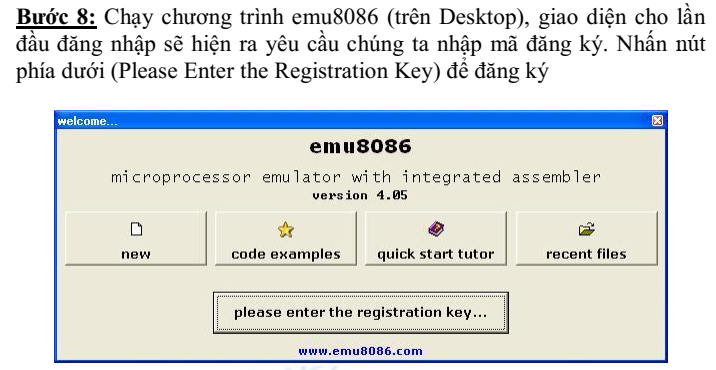 Bước 8: Chạy chương trình emu8086 (trên Desktop), giao diện cho lần
đầu đăng nhập sẽ hiện ra yêu cầu chúng ta nhập mã đăng ký. Nhấn nút
phía dưới (Please Enter the Registration Key) để đăng ký
welcome...
emu8086
microprocessor emulator with integrated assembler
version 4.05
new
code examples
quick start tutor
recent files
please enter the registration key...
www.emu8086.com